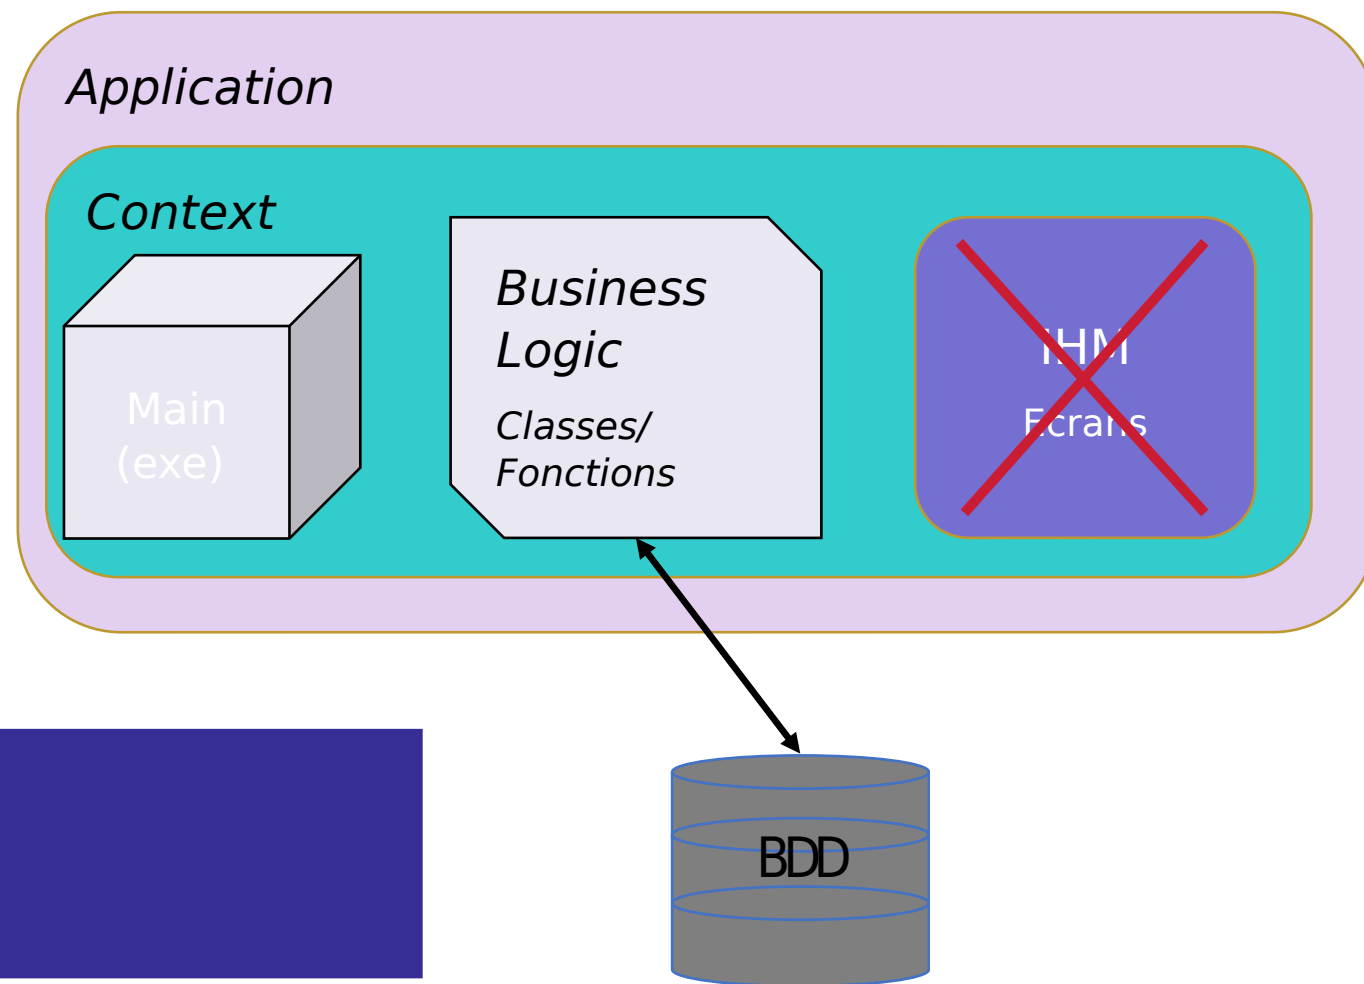 Application
Context
Main
(exe)
Business
Logic
Classes/
Fonctions
IHM
Ecrans
BDD